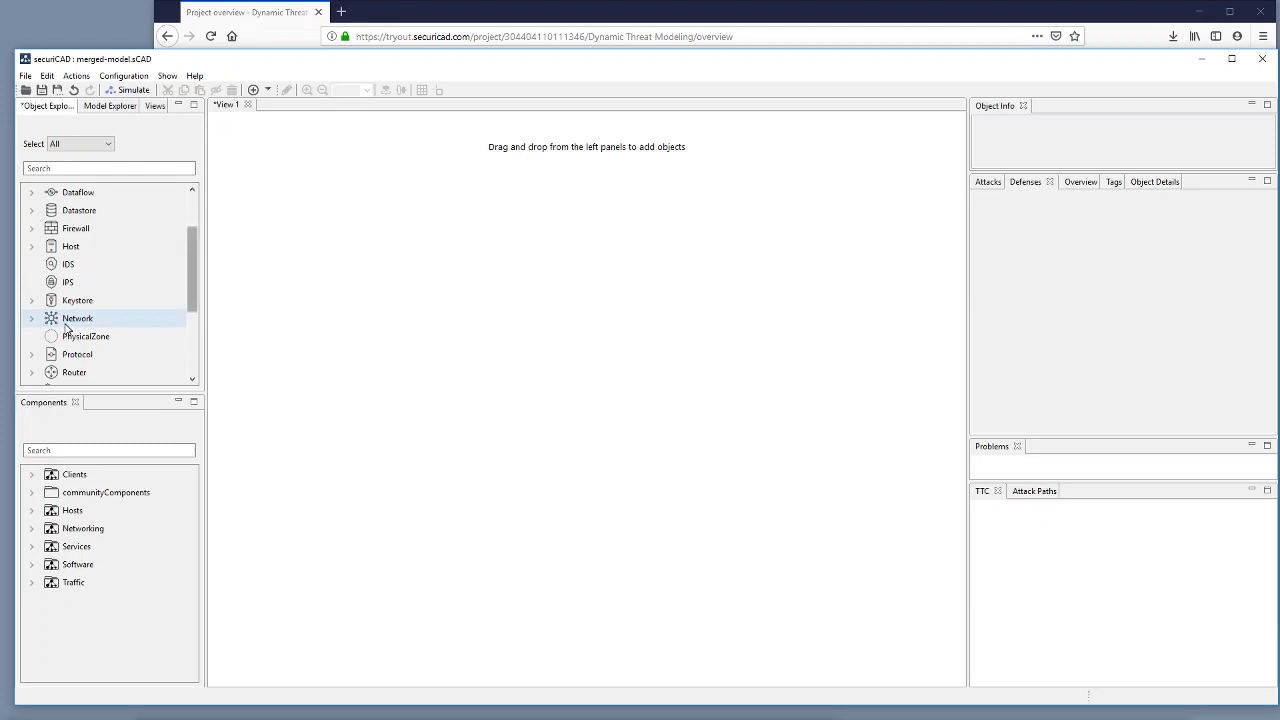 Project overview - Dynamic Threat
https://tryout.securicad.com/project/304404110111346/Dynamic Threat Modeling/overview
securiCAD : merged-model.sCAD
File Edit Actions Configuration Show Help
Simulate
*Object Explo... Model Explorer Views
*View 1
Object Info
Select All
Drag and drop from the left panels to add objects
Search
Attacks Defenses Overview Tags Object Details
Dataflow
Datastore
Firewall
Host
IDS
IPS
Keystore
Network
PhysicalZone
Protocol
Router
Components
Problems
Search
TTC Attack Paths
Clients
communityComponents
Hosts
Networking
Services
Software
Traffic